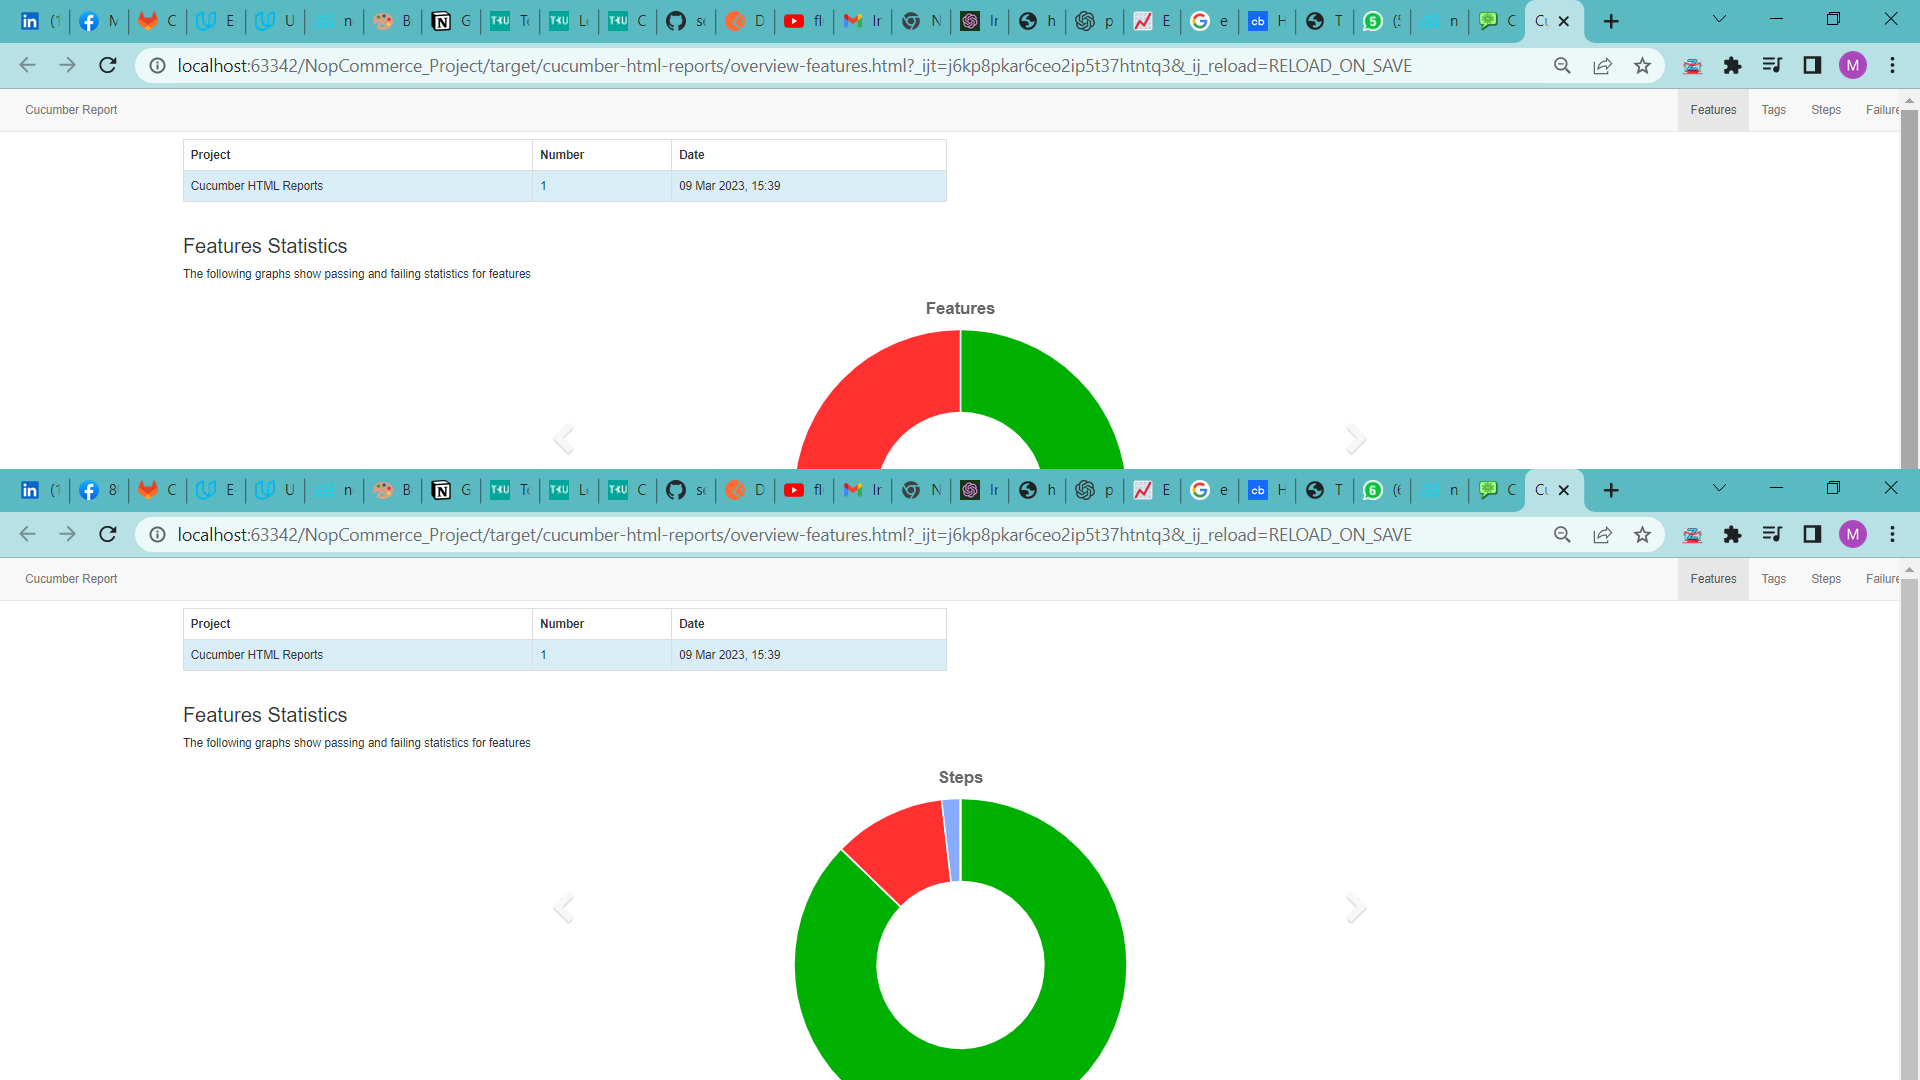 (1 M C E U n B G Te Le C se D fl Ir N Ir h p E e H T (5 n C Cu
localhost:63342/NopCommerce_Project/target/cucumber-html-reports/overview-features.html?_ijt=j6kp8pkar6ceo2ip5t37htntq3&_ij_reload=RELOAD_ON_SAVE M
Cucumber Report Features Tags Steps Failure
Project Number Date
Cucumber HTML Reports 1 09 Mar 2023, 15:39
Features Statistics
The following graphs show passing and failing statistics for features
Features
(1 8 C E U n B G Te Le C se D fl Ir N Ir h p E e H T (6 n C Cu
localhost:63342/NopCommerce_Project/target/cucumber-html-reports/overview-features.html?_ijt=j6kp8pkar6ceo2ip5t37htntq3&_ij_reload=RELOAD_ON_SAVE M
Cucumber Report Features Tags Steps Failure
Project Number Date
Cucumber HTML Reports 1 09 Mar 2023, 15:39
Features Statistics
The following graphs show passing and failing statistics for features
Steps